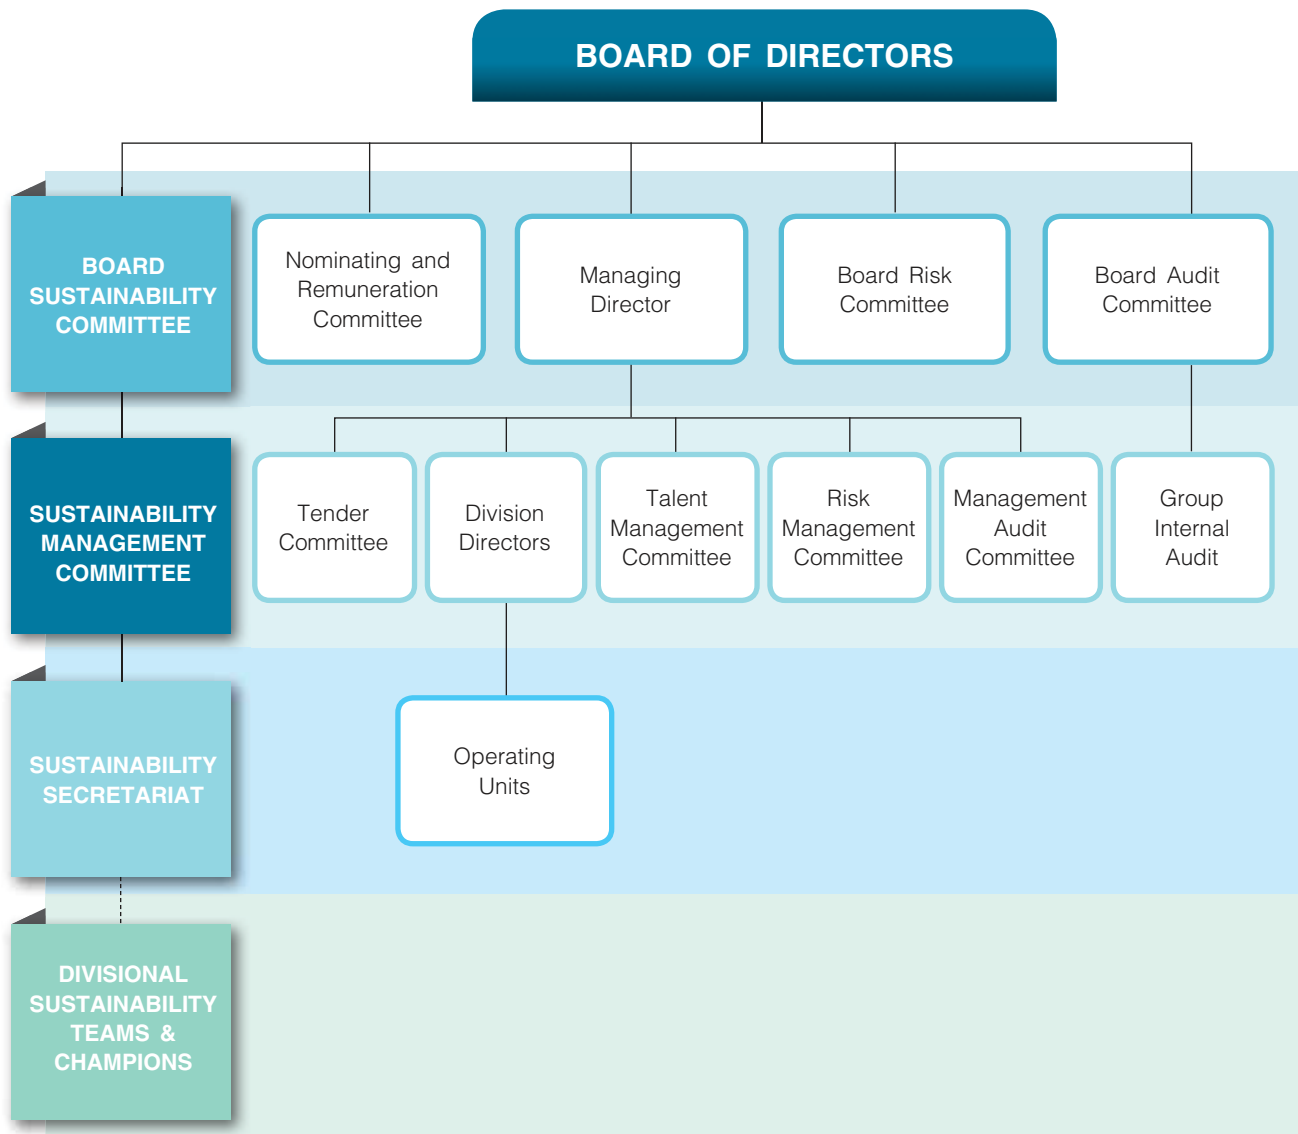 BOARD OF DIRECTORS
BOARD
SUSTAINABILITY
COMMITTEE
Nominating and
Remuneration
Committee
Managing
Director
Board Risk
Committee
Board Audit
Committee
SUSTAINABILITY
MANAGEMENT
COMMITTEE
Tender
Committee
Division
Directors
Talent
Management
Committee
Risk
Management
Committee
Management
Audit
Committee
Group
Internal
Audit
SUSTAINABILITY
SECRETARIAT
Operating
Units
DIVISIONAL
SUSTAINABILITY
TEAMS &
CHAMPIONS